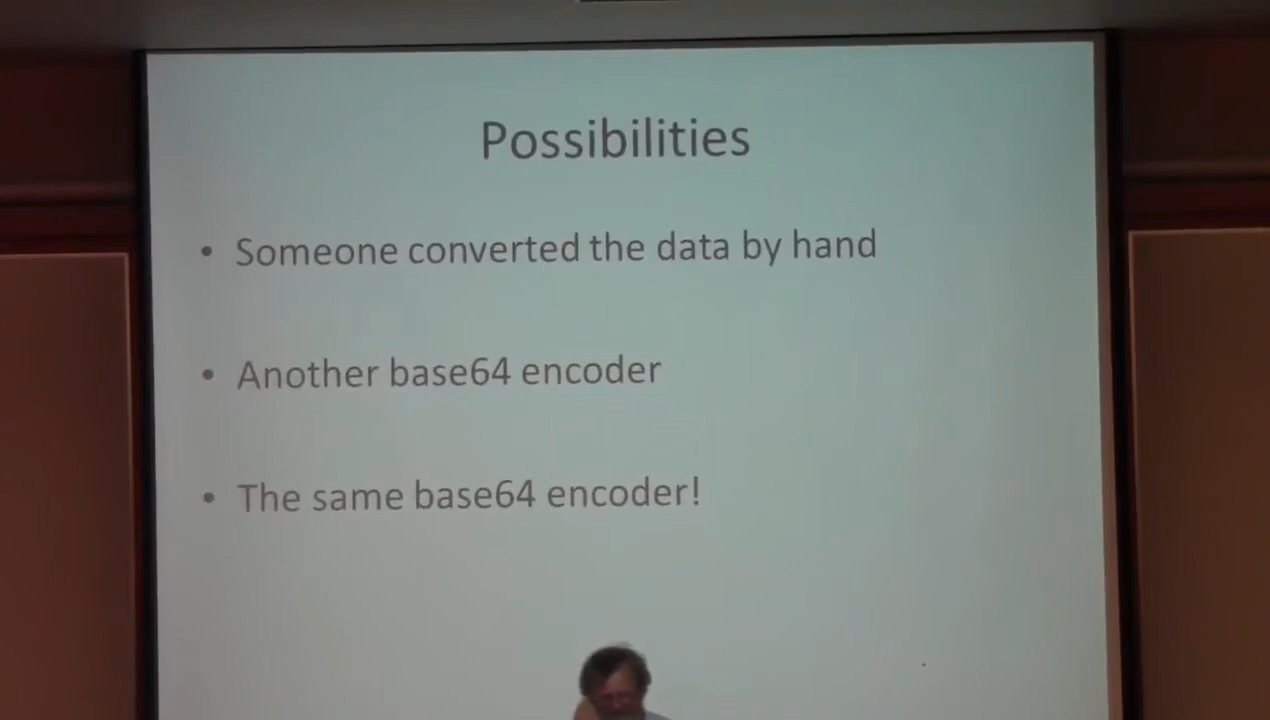 Possibilities
• Someone converted the data by hand
• Another base64 encoder
• The same base64 encoder!